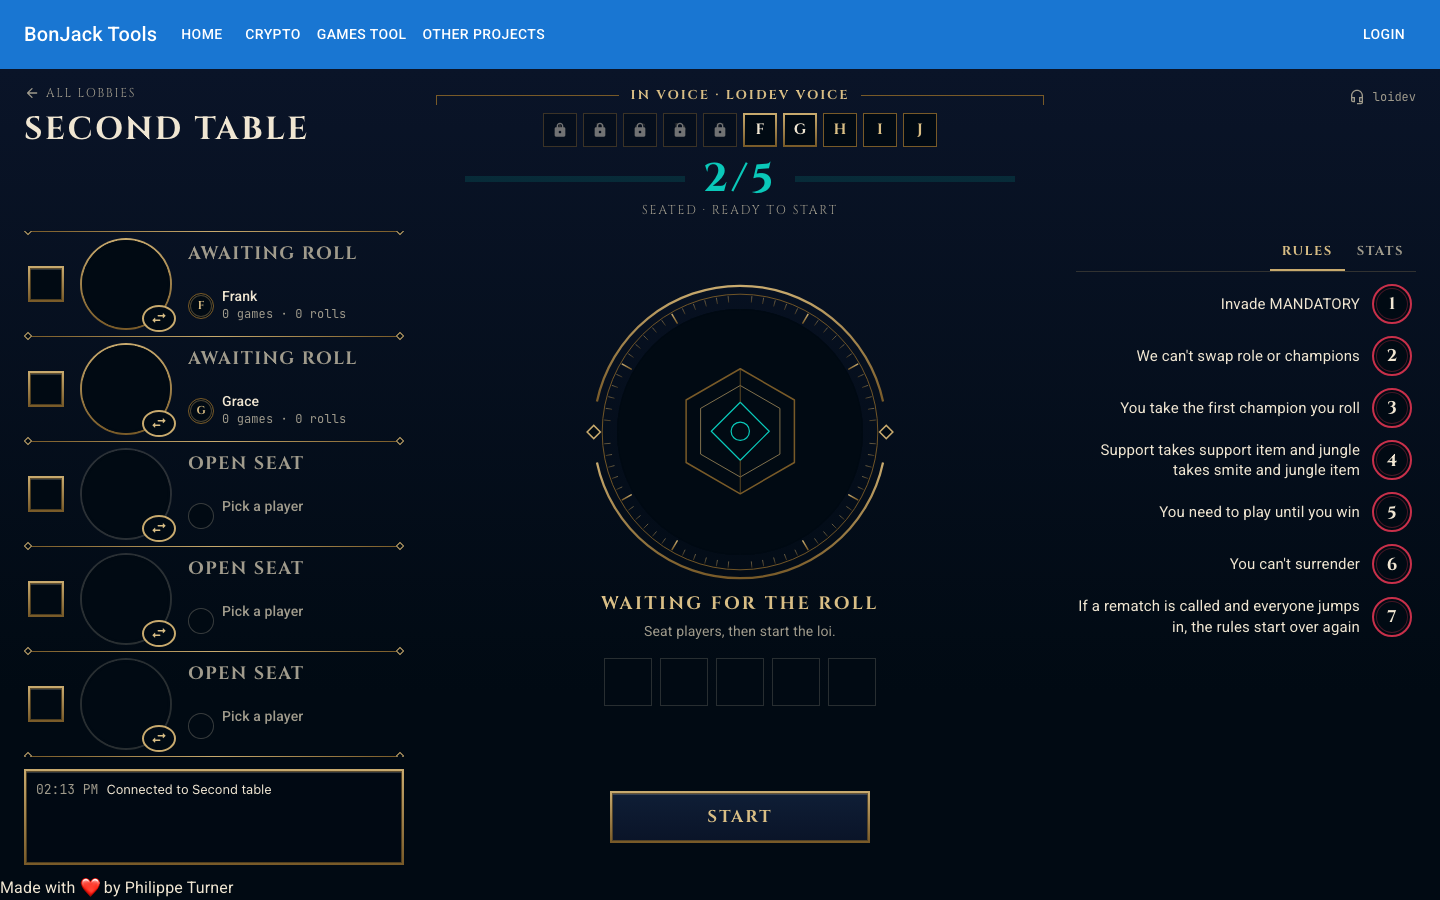 BonJack Tools HOME CRYPTO GAMES TOOL OTHER PROJECTS LOGIN
ALL LOBBIES
SECOND TABLE
IN VOICE · LOIDEV VOICE
loidev
F G H I J
2/5
SEATED · READY TO START
AWAITING ROLL
F
Frank
0 games · 0 rolls
AWAITING ROLL
G
Grace
0 games · 0 rolls
OPEN SEAT
Pick a player
OPEN SEAT
Pick a player
OPEN SEAT
Pick a player
02:13 PM Connected to Second table
WAITING FOR THE ROLL
Seat players, then start the loi.
START
RULES STATS
Invade MANDATORY 1
We can't swap role or champions 2
You take the first champion you roll 3
Support takes support item and jungle
takes smite and jungle item 4
You need to play until you win 5
You can't surrender 6
If a rematch is called and everyone jumps
in, the rules start over again 7
Made with ❤️ by Philippe Turner